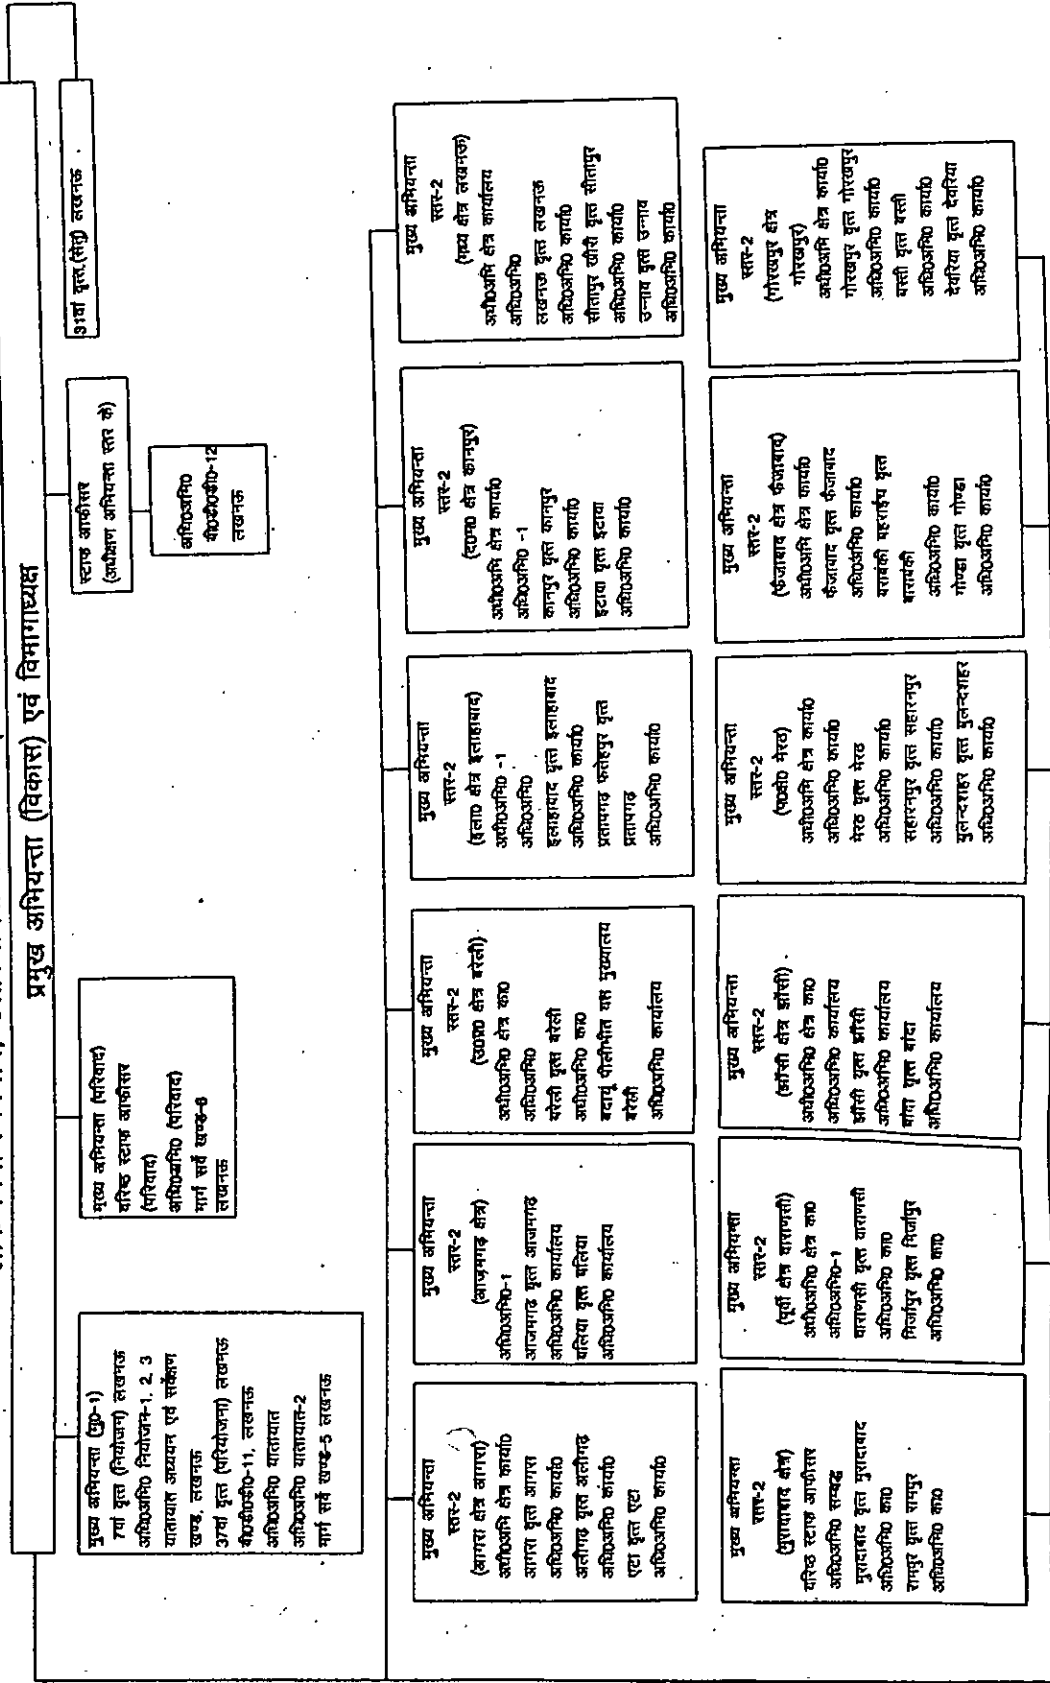 प्रमुख अभियन्ता (विकास) एवं विभागाध्यक्ष
मुख्य अभियन्ता (मु0-1)
7वां वृत्त (नियोजन) लखनऊ
अधि0अभि0 नियोजन-1, 2, 3
यातायात अध्ययन एवं सर्वेक्षण
खण्ड, लखनऊ
37वां वृत्त (परियोजना) लखनऊ
बी0डी0डी0-11, लखनऊ
अधि0अभि0 यातायात
अधि0अभि0 यातायात-2
मार्ग सर्वे खण्ड-5 लखनऊ
मुख्य अभियन्ता (परिवाद)
वरिष्ठ स्टाफ आफीसर
(परिवाद)
अधि0अभि0 (परिवाद)
मार्ग सर्वे खण्ड-6
लखनऊ
स्टाफ आफीसर
(अधीक्षण अभियन्ता स्तर के)
अधि0अभि0
बी0डी0डी0-12
लखनऊ
31वां वृत्त (सेतु) लखनऊ
मुख्य अभियन्ता
स्तर-2
(आगरा क्षेत्र आगरा)
अधी0अभि क्षेत्र कार्या0
आगरा वृत्त आगरा
अधि0अभि0 कार्या0
अलीगढ़ वृत्त अलीगढ़
अधि0अभि0 कार्या0
एटा वृत्त एटा
अधि0अभि0 कार्या0
मुख्य अभियन्ता
स्तर-2
(आज़मगढ़ क्षेत्र)
अधि0अभि0-1
आजमगढ़ वृत्त आजमगढ़
अधि0अभि0 कार्यालय
बलिया वृत्त बलिया
अधि0अभि0 कार्यालय
मुख्य अभियन्ता
स्तर-2
(उ0प्र0 क्षेत्र बरेली)
अधी0अभि0 क्षेत्र का0
अधि0अभि0
बरेली वृत्त बरेली
अधी0अभि0 का0
बदायूं पीलीभीत वृत्त मुख्यालय
बरेली
अधि0अभि0 कार्यालय
मुख्य अभियन्ता
स्तर-2
(इला0 क्षेत्र इलाहाबाद)
अधी0अभि0 -1
अधि0अभि0
इलाहाबाद वृत्त इलाहाबाद
अधि0अभि0 कार्या0
प्रतापगढ़ फतेहपुर वृत्त
प्रतापगढ़
अधि0अभि0 कार्या0
मुख्य अभियन्ता
स्तर-2
(द0म0 क्षेत्र कानपुर)
अधी0अभि क्षेत्र कार्या0
अधि0अभि0 -1
कानपुर वृत्त कानपुर
अधि0अभि0 कार्या0
इटावा वृत्त इटावा
अधि0अभि0 कार्या0
मुख्य अभियन्ता
स्तर-2
(मध्य क्षेत्र लखनऊ)
अधी0अभि क्षेत्र कार्यालय
अधि0अभि0
लखनऊ वृत्त लखनऊ
अधि0अभि0 कार्या0
सीतापुर खीरी वृत्त सीतापुर
अधि0अभि0 कार्या0
उन्नाव वृत्त उन्नाव
अधि0अभि0 कार्या0
मुख्य अभियन्ता
स्तर-2
(मुरादाबाद क्षेत्र)
वरिष्ठ स्टाफ आफीसर
अधि0अभि0 सम्बद्ध
मुरादाबाद वृत्त मुरादाबाद
अधि0अभि0 का0
रामपुर वृत्त रामपुर
अधि0अभि0 का0
मुख्य अभियन्ता
स्तर-2
(पूर्वी क्षेत्र वाराणसी)
अधी0अभि0 क्षेत्र का0
अधि0अभि0-1
वाराणसी वृत्त वाराणसी
अधि0अभि0 का0
मिर्जापुर वृत्त मिर्जापुर
अधि0अभि0 का0
मुख्य अभियन्ता
स्तर-2
(झाँसी क्षेत्र झाँसी)
अधी0अभि0 क्षेत्र का0
अधि0अभि0 कार्यालय
झाँसी वृत्त झाँसी
अधि0अभि0 कार्यालय
बांदा वृत्त बांदा
अधि0अभि0 कार्यालय
मुख्य अभियन्ता
स्तर-2
(प0क्षे0 मेरठ)
अधी0अभि क्षेत्र कार्या0
अधि0अभि0 कार्या0
मेरठ वृत्त मेरठ
अधि0अभि0 कार्या0
सहारनपुर वृत्त सहारनपुर
अधि0अभि0 कार्या0
बुलन्दशहर वृत्त बुलन्दशहर
अधि0अभि0 कार्या0
मुख्य अभियन्ता
स्तर-2
(फैजाबाद क्षेत्र फैजाबाद)
अधी0अभि क्षेत्र कार्या0
फैजाबाद वृत्त फैजाबाद
अधि0अभि0 कार्या0
बाराबंकी बहराईच वृत्त
बाराबंकी
अधि0अभि0 कार्या0
गोण्डा वृत्त गोण्डा
अधि0अभि0 कार्या0
मुख्य अभियन्ता
स्तर-2
(गोरखपुर क्षेत्र
गोरखपुर)
अधी0अभि क्षेत्र कार्या0
गोरखपुर वृत्त गोरखपुर
अधि0अभि0 कार्या0
बस्ती वृत्त बस्ती
अधि0अभि0 कार्या0
देवरिया वृत्त देवरिया
अधि0अभि0 कार्या0